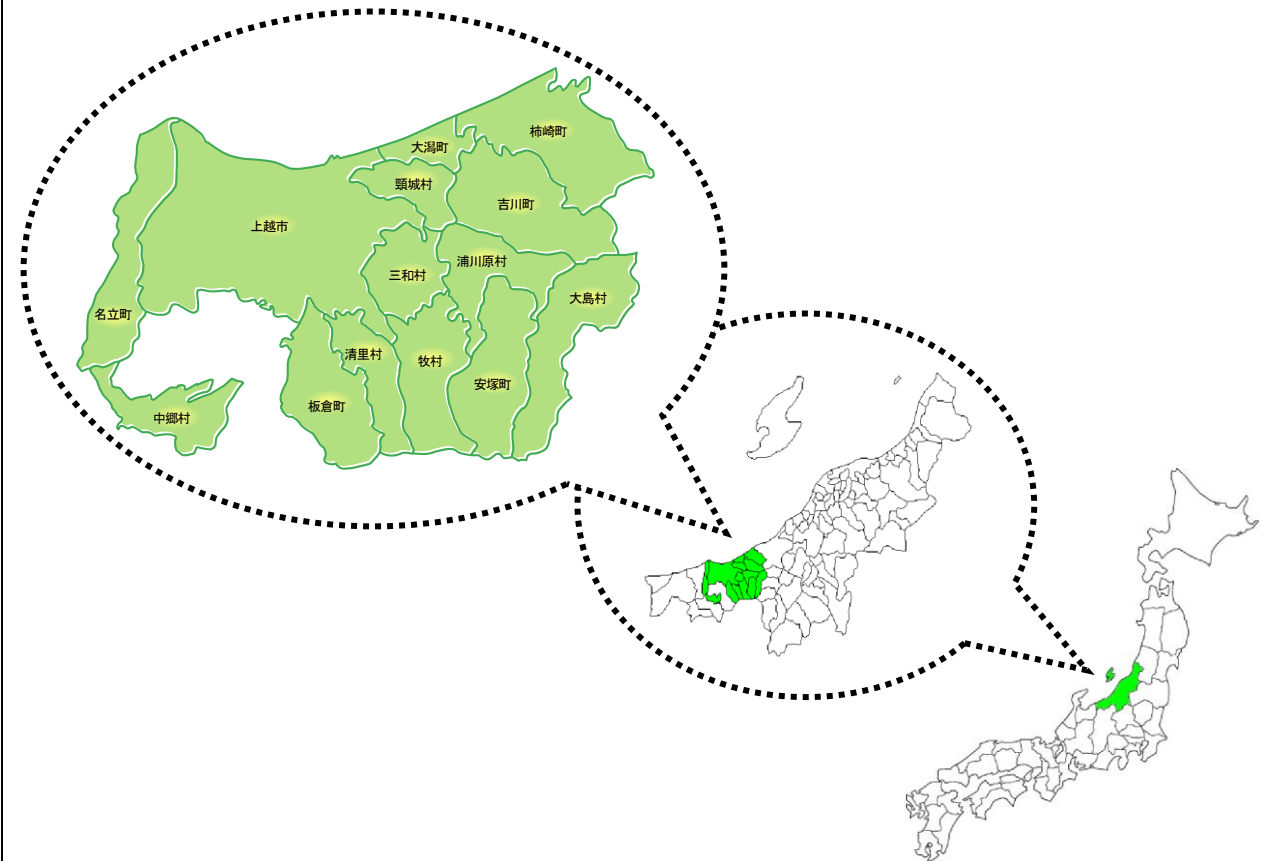 柿崎町
大潟町
頸城村
吉川町
上越市
浦川原村
三和村
大島村
名立町
清里村
牧村
安塚町
板倉町
中郷村